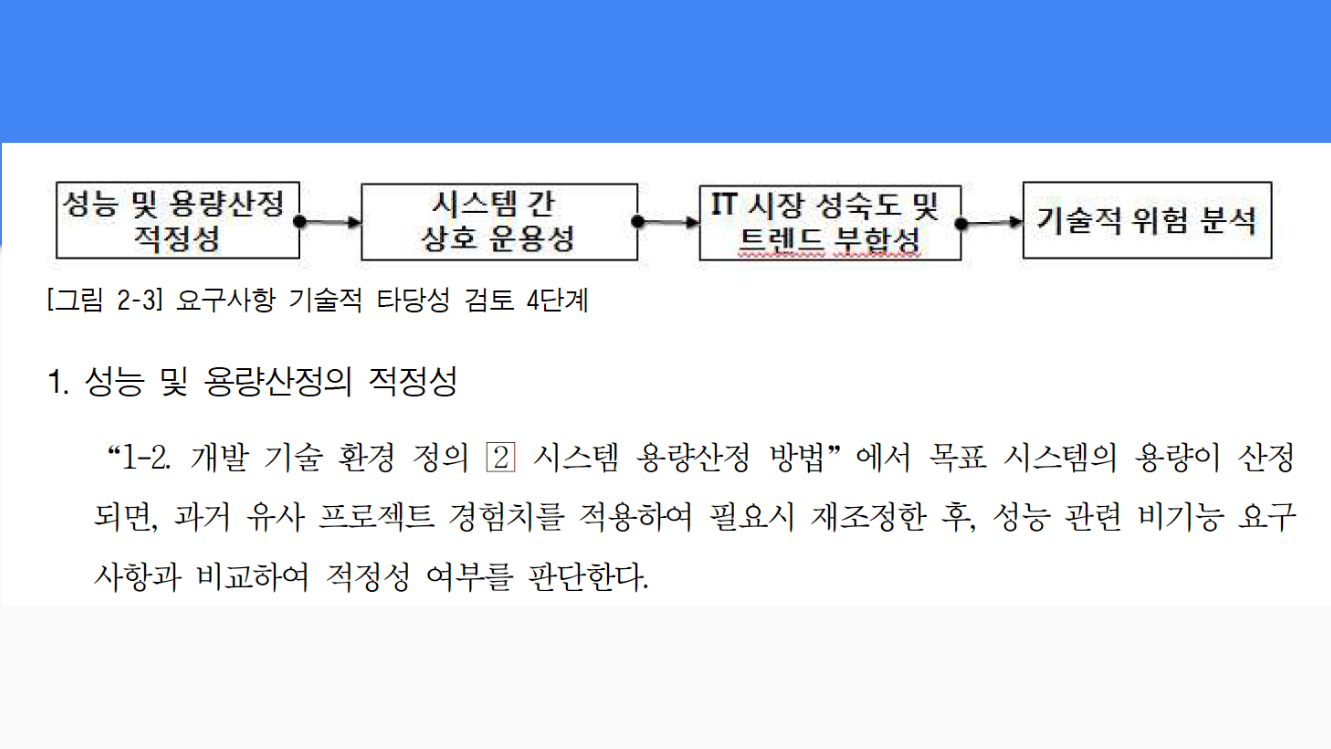 성능 및 용량산정
적정성
시스템 간
상호 운용성
IT 시장 성숙도 및
트렌드 부합성
기술적 위험 분석
[그림 2-3] 요구사항 기술적 타당성 검토 4단계
1. 성능 및 용량산정의 적정성
“1-2. 개발 기술 환경 정의 2 시스템 용량산정 방법”에서 목표 시스템의 용량이 산정
되면, 과거 유사 프로젝트 경험치를 적용하여 필요시 재조정한 후, 성능 관련 비기능 요구
사항과 비교하여 적정성 여부를 판단한다.